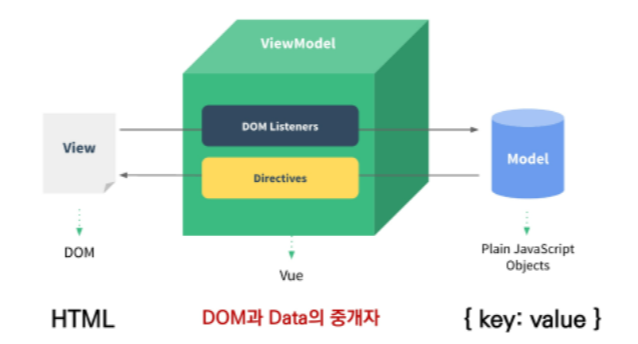 ViewModel
DOM Listeners
View
Model
Directives
DOM
Vue
Plain JavaScript
Objects
HTML
DOM과 Data의 중개자
{ key: value }